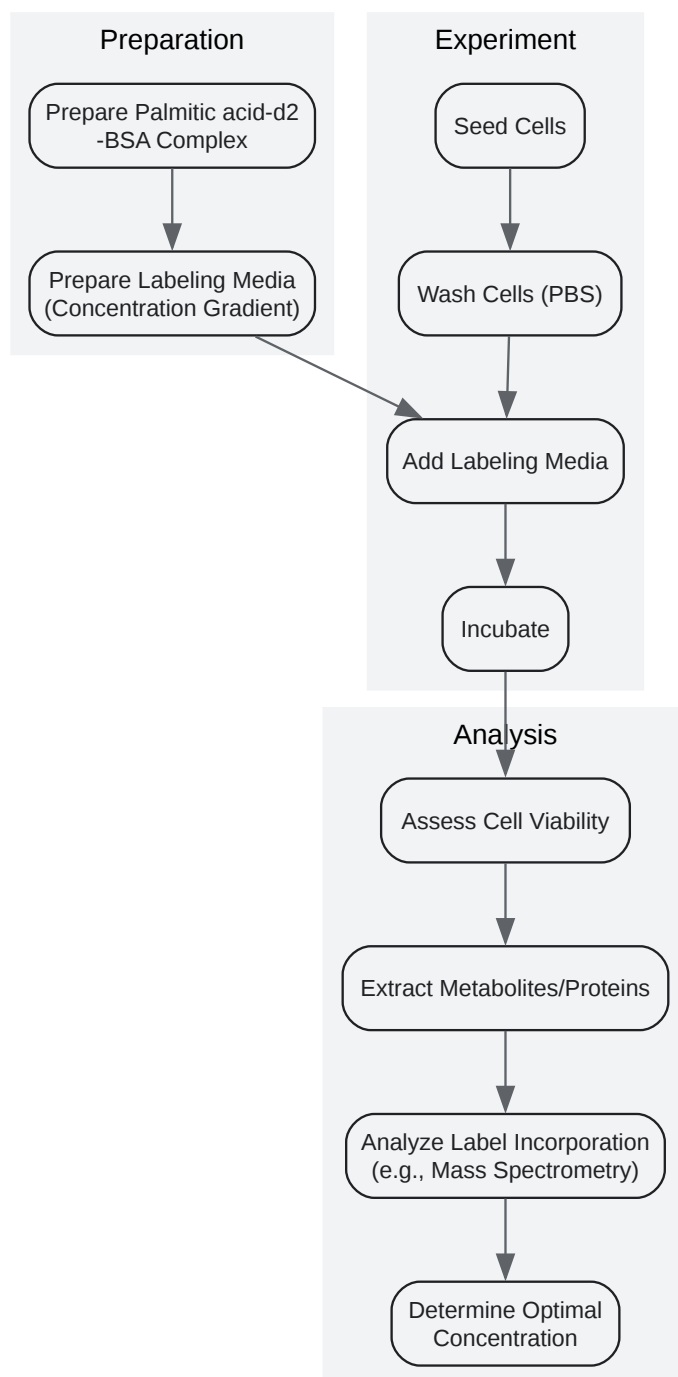 Preparation
Prepare Palmitic acid-d2
-BSA Complex
Prepare Labeling Media
(Concentration Gradient)
Experiment
Seed Cells
Wash Cells (PBS)
Add Labeling Media
Incubate
Analysis
Assess Cell Viability
Extract Metabolites/Proteins
Analyze Label Incorporation
(e.g., Mass Spectrometry)
Determine Optimal
Concentration